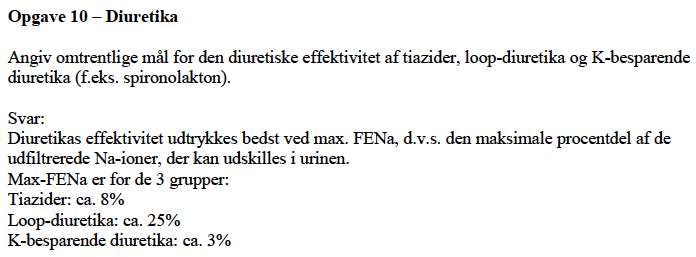 Opgave 10 – Diuretika
Angiv omtrentlige mål for den diuretiske effektivitet af tiazider, loop-diuretika og K-besparende
diuretika (f.eks. spironolakton).
Svar:
Diuretikas effektivitet udtrykkes bedst ved max. FENa, d.v.s. den maksimale procentdel af de
udfiltrerede Na-ioner, der kan udskilles i urinen.
Max-FENa er for de 3 grupper:
Tiazider: ca. 8%
Loop-diuretika: ca. 25%
K-besparende diuretika: ca. 3%